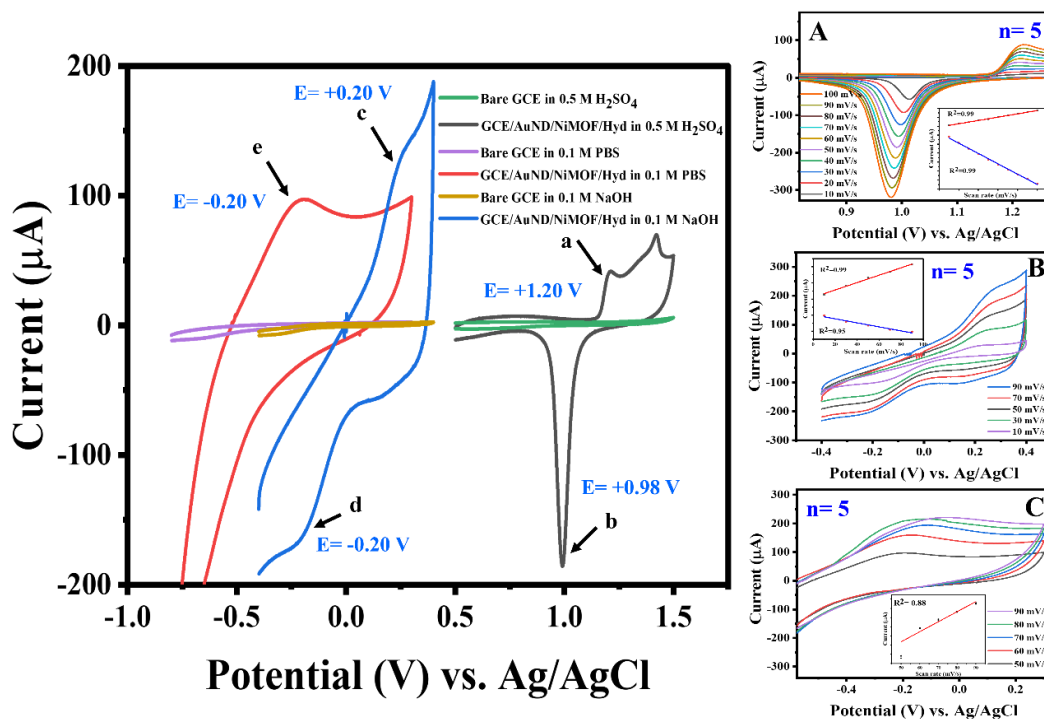 200
100
0
-100
-200
-1.0
-0.5
0.0
0.5
1.0
1.5
Current (µA)
Potential (V) vs. Ag/AgCl
E= +0.20 V
c
e
E= -0.20 V
Bare GCE in 0.5 M H₂SO₄
GCE/AuND/NiMOF/Hyd in 0.5 M H₂SO₄
Bare GCE in 0.1 M PBS
GCE/AuND/NiMOF/Hyd in 0.1 M PBS
Bare GCE in 0.1 M NaOH
GCE/AuND/NiMOF/Hyd in 0.1 M NaOH
a
E= +1.20 V
E= +0.98 V
b
d
E= -0.20 V
A
n= 5
100
0
-100
-200
-300
Current (µA)
100 mV/s
90 mV/s
80 mV/s
70 mV/s
60 mV/s
50 mV/s
40 mV/s
30 mV/s
20 mV/s
10 mV/s
R²=0.99
R²=0.99
Current (µA)
Scan rate (mV/s)
0.9
1.0
1.1
1.2
Potential (V) vs. Ag/AgCl
B
n= 5
300
200
100
0
-100
-200
-300
Current (µA)
R²=0.99
R²=0.95
Current (µA)
0
20
40
60
80
100
Scan rate (mV/s)
90 mV/s
70 mV/s
50 mV/s
30 mV/s
10 mV/s
-0.4
-0.2
0.0
0.2
0.4
Potential (V) vs. Ag/AgCl
n= 5
C
300
200
100
0
-100
-200
-300
Current (µA)
R²= 0.88
Current (µA)
Scan rate (mV/s)
90 mV/s
80 mV/s
70 mV/s
60 mV/s
50 mV/s
-0.4
-0.2
0.0
0.2
Potential (V) vs. Ag/AgCl